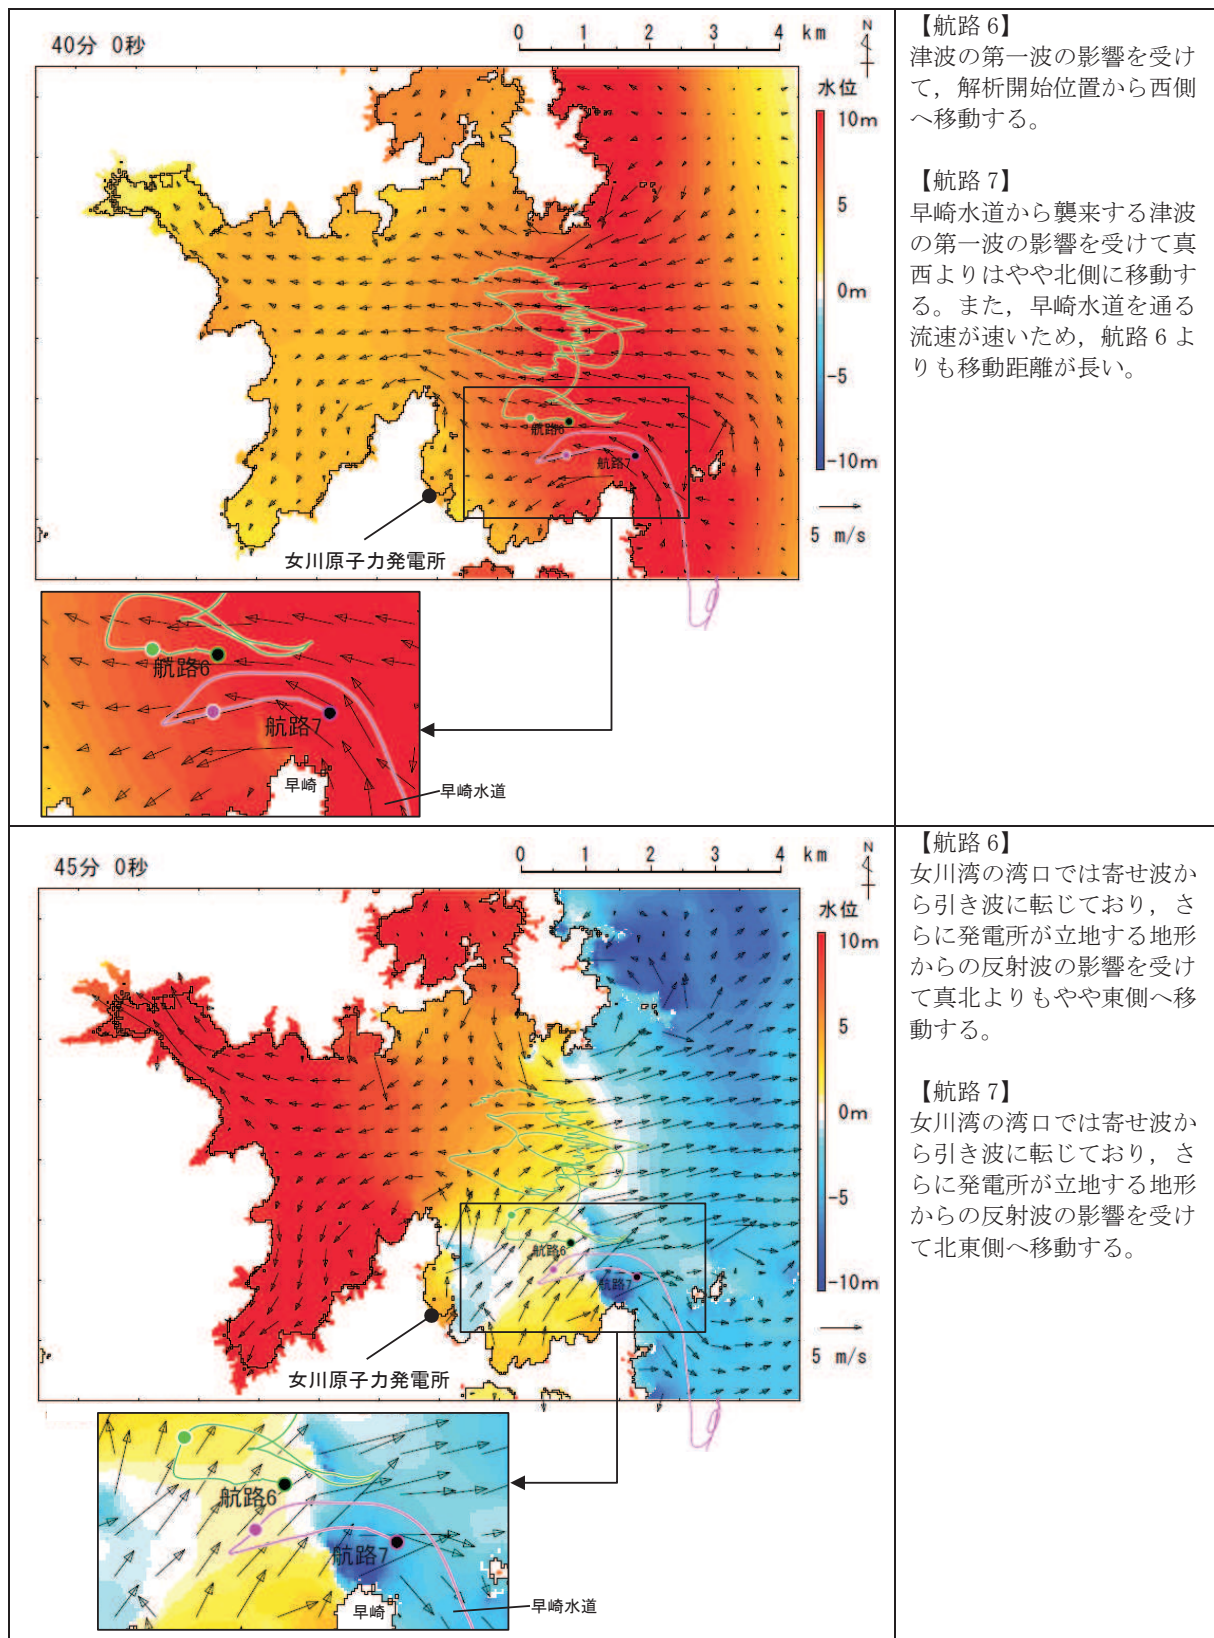 40分 0秒
0 1 2 3 4 km
N
水位
10m
5
0m
-5
-10m
5 m/s
航路6
航路7
女川原子力発電所
航路6
航路7
早崎
早崎水道
【航路 6】
津波の第一波の影響を受け
て，解析開始位置から西側
へ移動する。
【航路 7】
早崎水道から襲来する津波
の第一波の影響を受けて真
西よりはやや北側に移動す
る。また，早崎水道を通る
流速が速いため，航路 6 よ
りも移動距離が長い。
45分 0秒
0 1 2 3 4 km
N
水位
10m
5
0m
-5
-10m
5 m/s
航路6
航路7
女川原子力発電所
航路6
航路7
早崎
早崎水道
【航路 6】
女川湾の湾口では寄せ波か
ら引き波に転じており，さ
らに発電所が立地する地形
からの反射波の影響を受け
て真北よりもやや東側へ移
動する。
【航路 7】
女川湾の湾口では寄せ波か
ら引き波に転じており，さ
らに発電所が立地する地形
からの反射波の影響を受け
て北東側へ移動する。